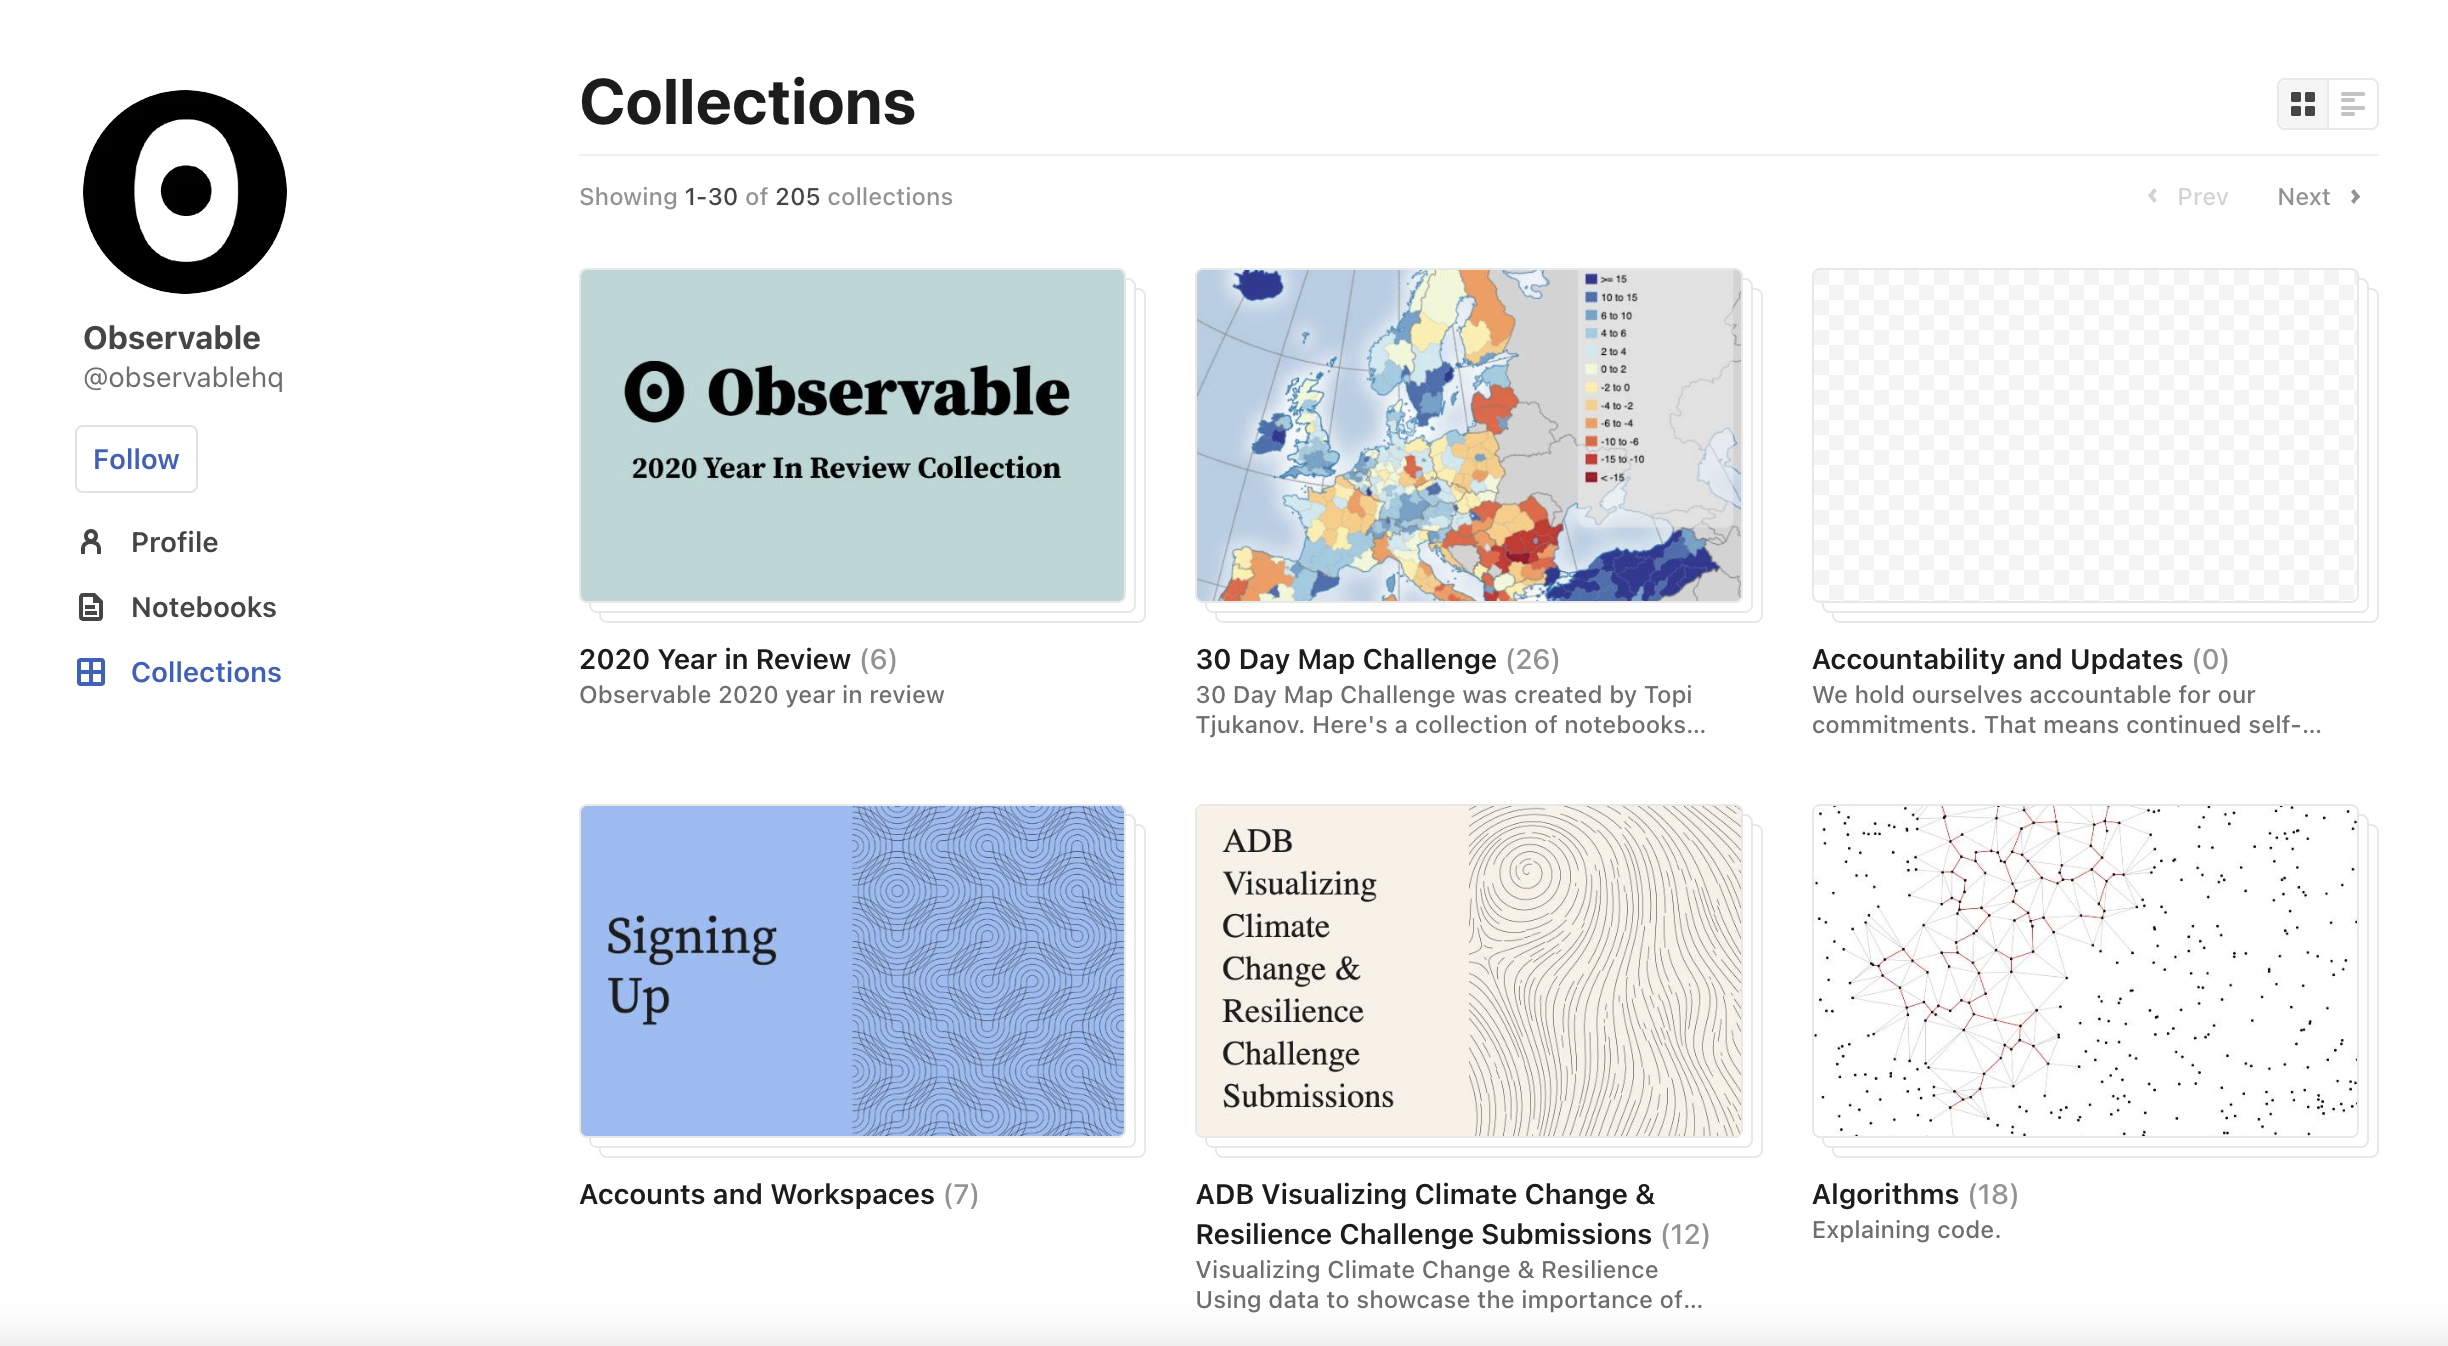 Observable
@observablehq
Follow
Profile
Notebooks
Collections
Collections
Showing 1-30 of 205 collections
Prev
Next
Observable
2020 Year In Review Collection
2020 Year in Review (6)
Observable 2020 year in review
>= 15
10 to 15
6 to 10
4 to 6
2 to 4
0 to 2
-2 to 0
-4 to -2
-6 to -4
-10 to -6
-15 to -10
< -15
30 Day Map Challenge (26)
30 Day Map Challenge was created by Topi
Tjukanov. Here's a collection of notebooks...
Accountability and Updates (0)
We hold ourselves accountable for our
commitments. That means continued self-...
Signing
Up
Accounts and Workspaces (7)
ADB
Visualizing
Climate
Change &
Resilience
Challenge
Submissions
ADB Visualizing Climate Change &
Resilience Challenge Submissions (12)
Visualizing Climate Change & Resilience
Using data to showcase the importance of...
Algorithms (18)
Explaining code.